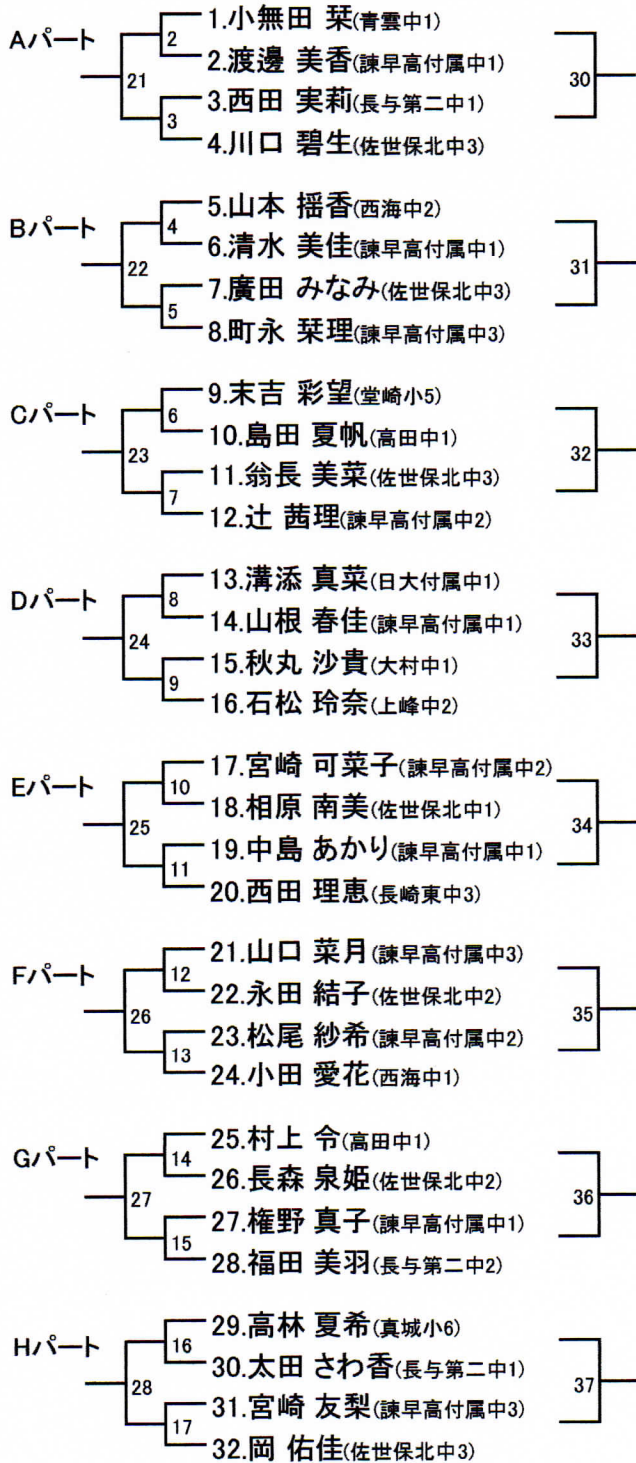 Aパート
1.小無田 栞(青雲中1)
2
2.渡邊 美香(諫早高付属中1)
21
30
3.西田 実莉(長与第二中1)
3
4.川口 碧生(佐世保北中3)
Bパート
5.山本 揺香(西海中2)
4
6.清水 美佳(諫早高付属中1)
22
31
7.廣田 みなみ(佐世保北中3)
5
8.町永 栞理(諫早高付属中3)
Cパート
9.末吉 彩望(堂崎小5)
6
10.島田 夏帆(高田中1)
23
32
11.翁長 美菜(佐世保北中3)
7
12.辻 茜理(諫早高付属中2)
Dパート
13.溝添 真菜(日大付属中1)
8
14.山根 春佳(諫早高付属中1)
24
33
15.秋丸 沙貴(大村中1)
9
16.石松 玲奈(上峰中2)
Eパート
17.宮崎 可菜子(諫早高付属中2)
10
18.相原 南美(佐世保北中1)
25
34
19.中島 あかり(諫早高付属中1)
11
20.西田 理恵(長崎東中3)
Fパート
21.山口 菜月(諫早高付属中3)
12
22.永田 結子(佐世保北中2)
26
35
23.松尾 紗希(諫早高付属中2)
13
24.小田 愛花(西海中1)
Gパート
25.村上 令(高田中1)
14
26.長森 泉姫(佐世保北中2)
27
36
27.権野 真子(諫早高付属中1)
15
28.福田 美羽(長与第二中2)
Hパート
29.高林 夏希(真城小6)
16
30.太田 さわ香(長与第二中1)
28
37
31.宮崎 友梨(諫早高付属中3)
17
32.岡 佑佳(佐世保北中3)